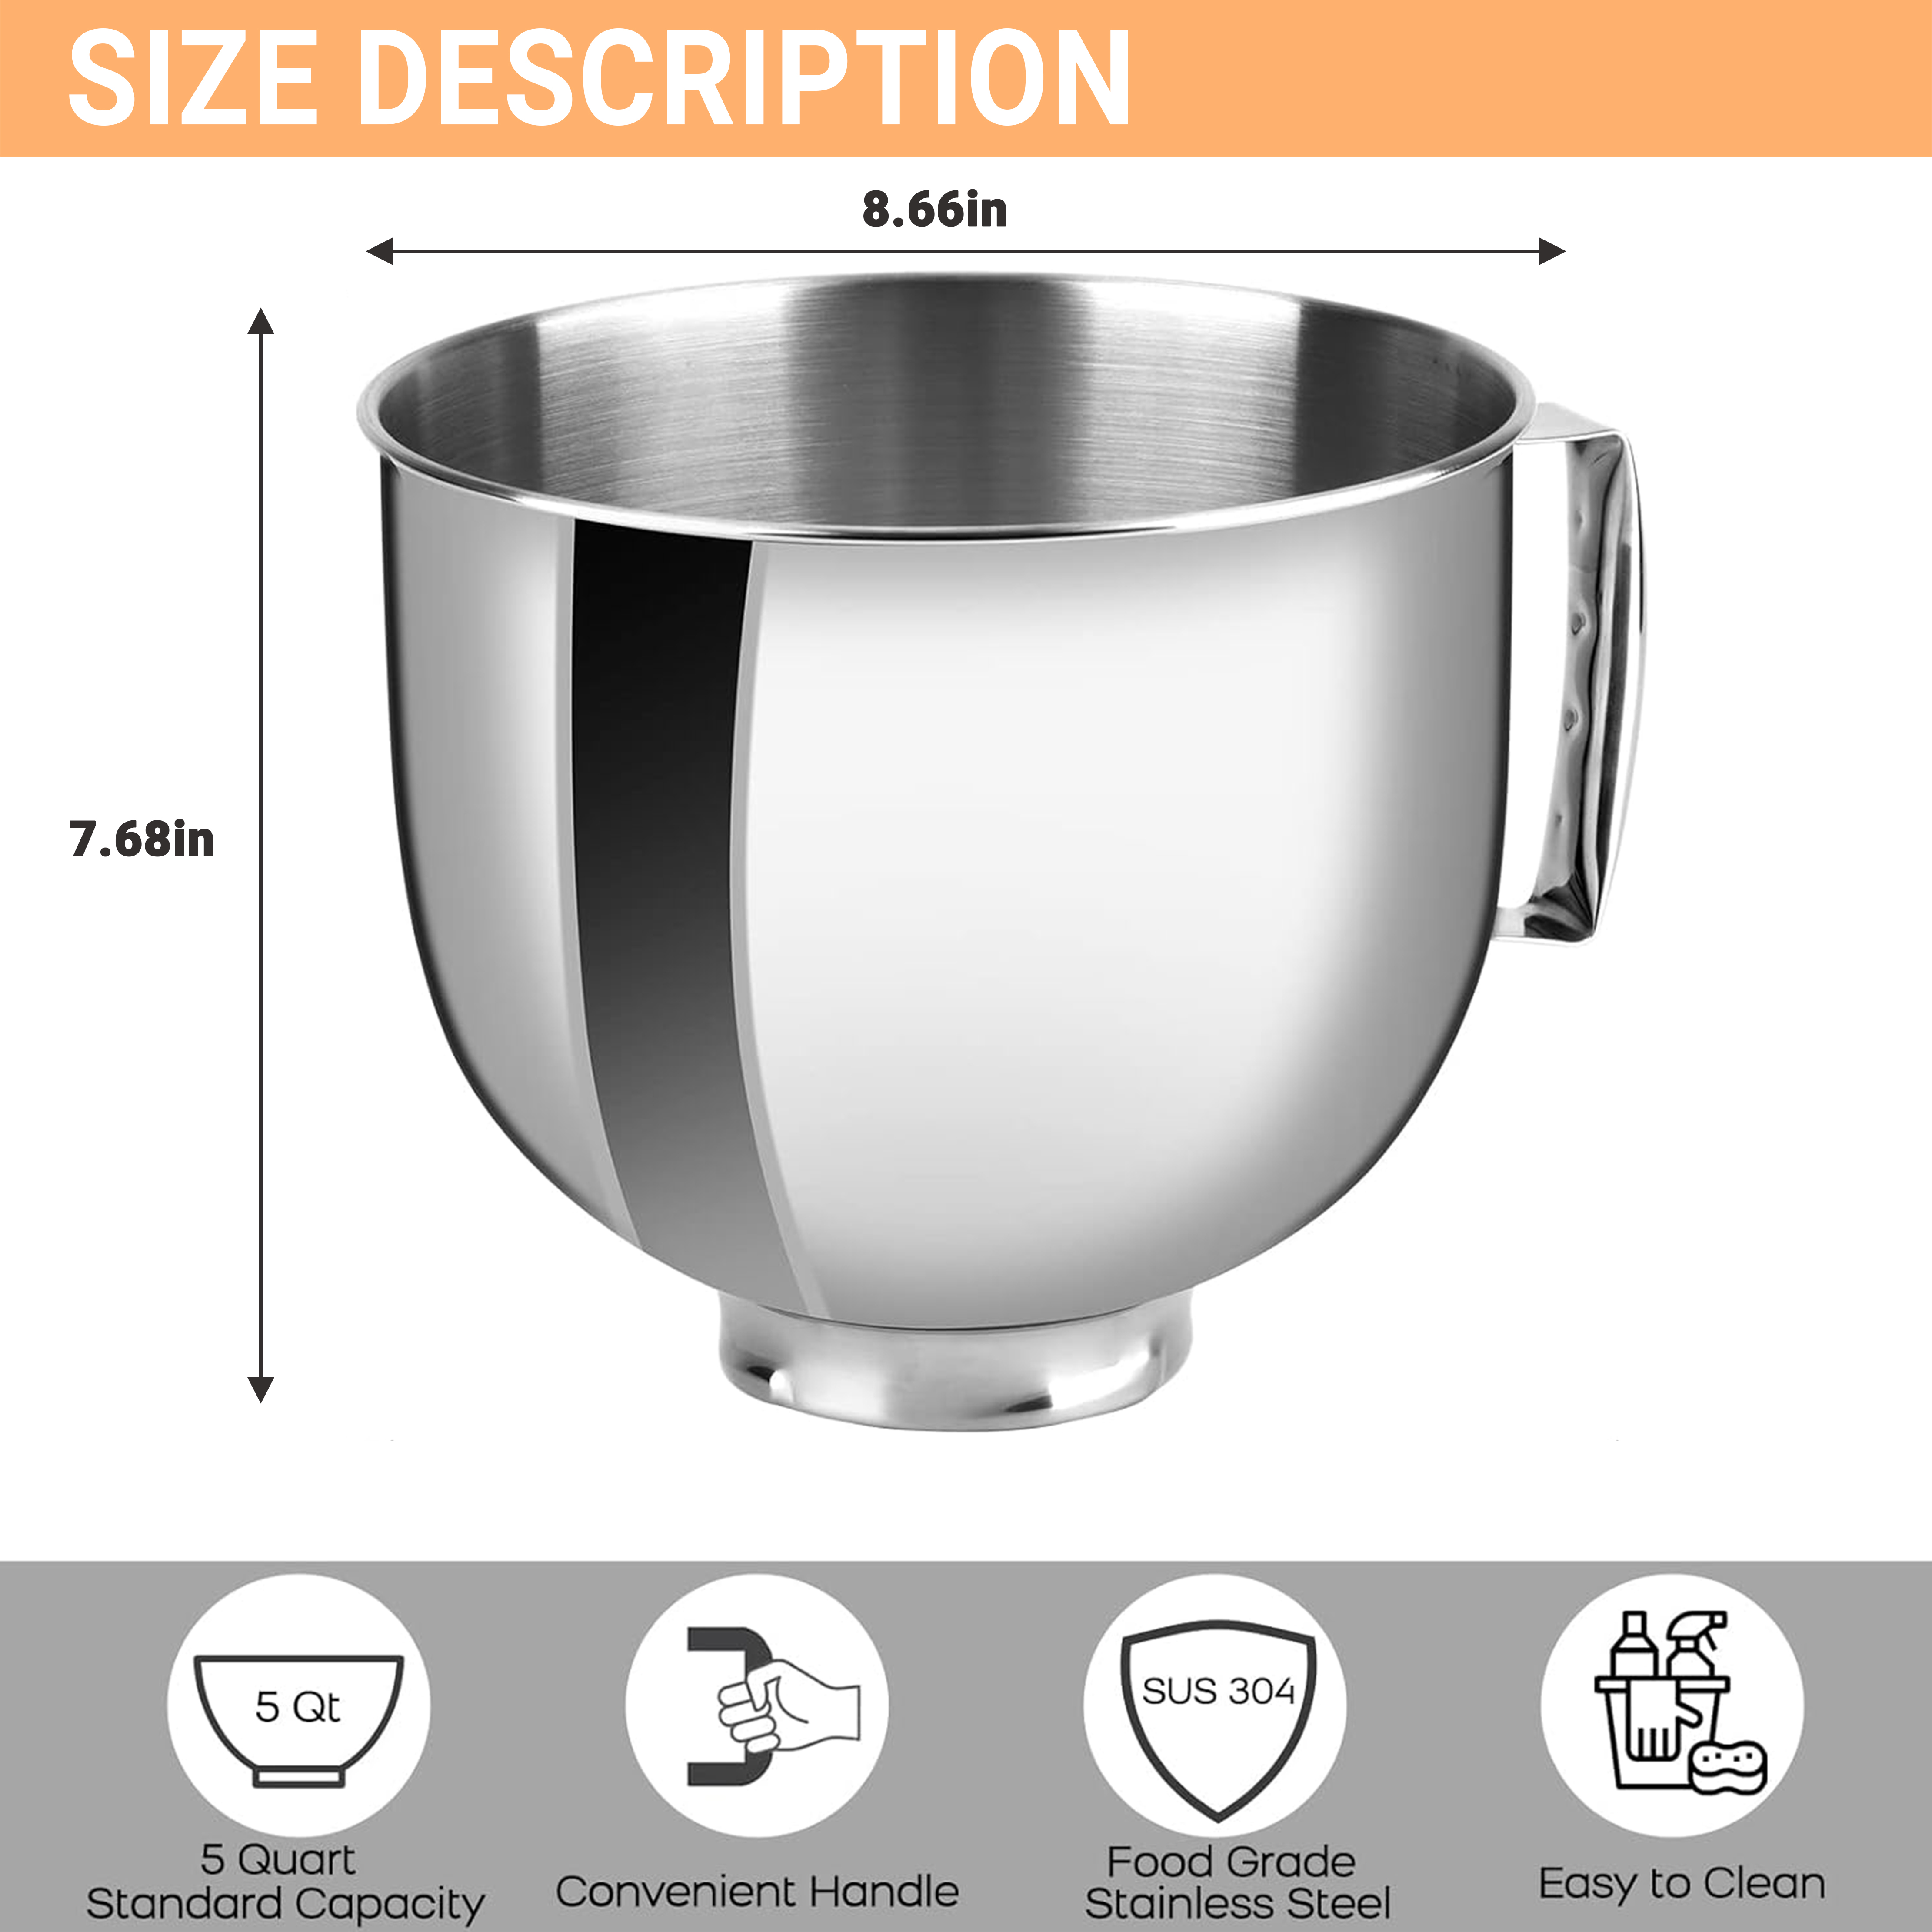 SIZE DESCRIPTION
8.66in
7.68in
5 Qt
SUS 304
5 Quart
Standard Capacity
Convenient Handle
Food Grade
Stainless Steel
Easy to Clean